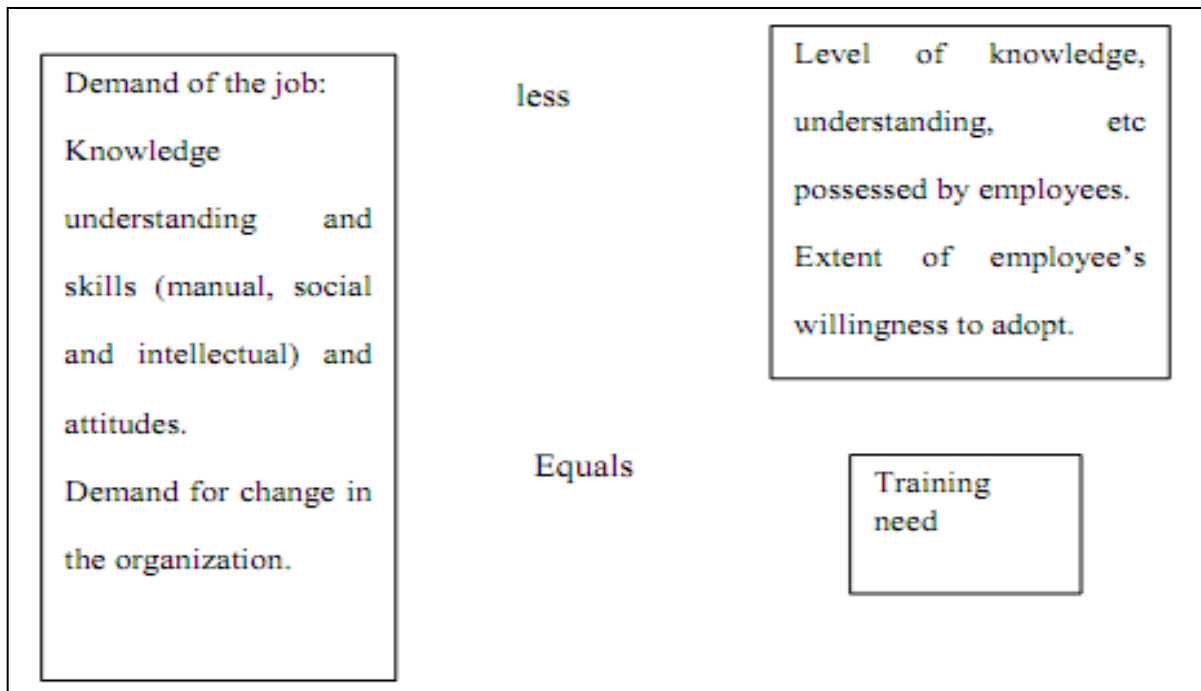 Demand of the job:
Knowledge
understanding and
skills (manual, social
and intellectual) and
attitudes.
Demand for change in
the organization.
less
Level of knowledge,
understanding, etc
possessed by employees.
Extent of employee’s
willingness to adopt.
Equals
Training
need